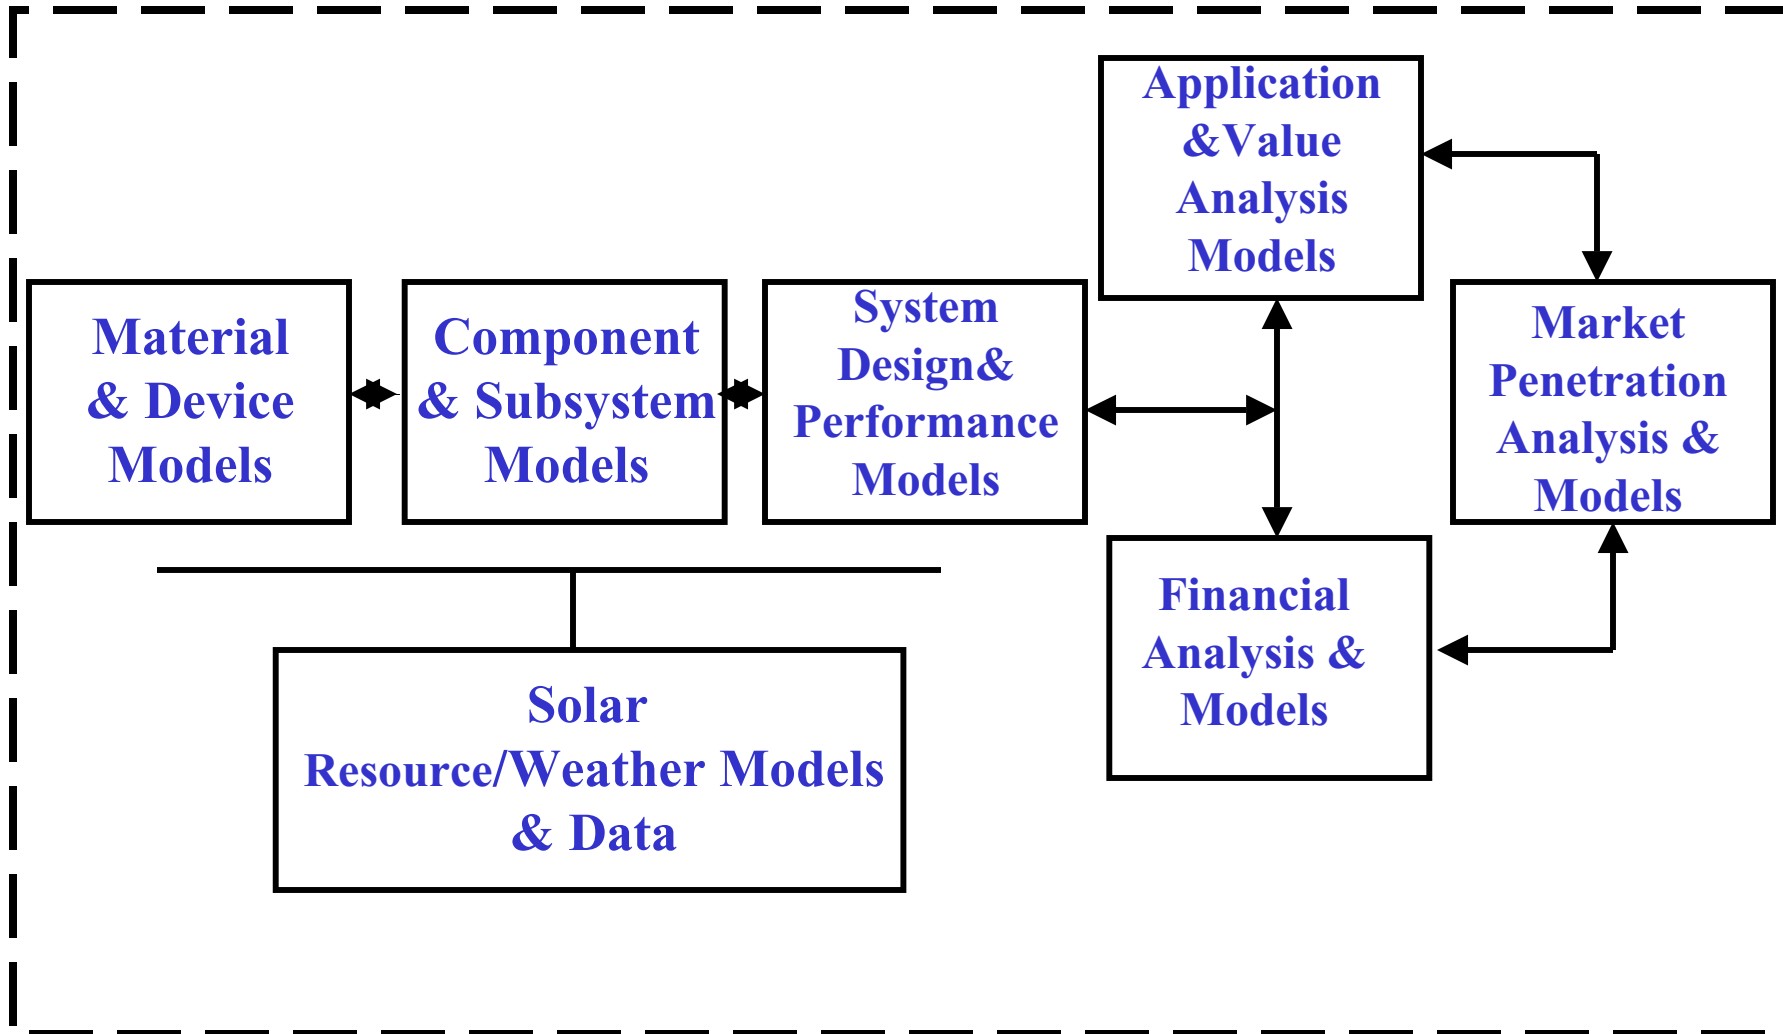 Application
&Value
Analysis
Models
Material
& Device
Models
Component
& Subsystem
Models
System
Design&
Performance
Models
Market
Penetration
Analysis &
Models
Financial
Analysis &
Models
Solar
Resource/Weather Models
& Data